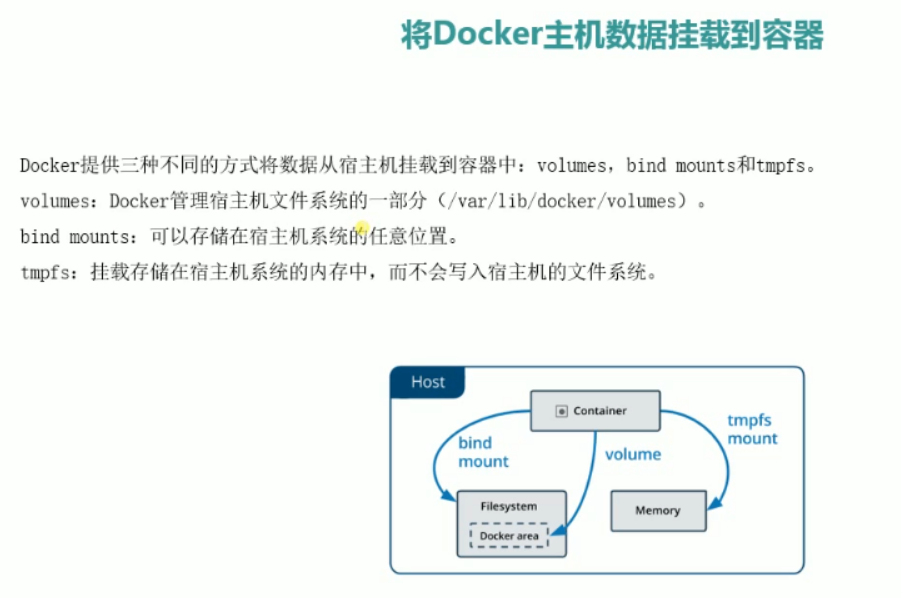 将Docker主机数据挂载到容器
Docker提供三种不同的方式将数据从宿主机挂载到容器中：volumes，bind mounts和tmpfs。
volumes：Docker管理宿主机文件系统的一部分（/var/lib/docker/volumes）。
bind mounts：可以存储在宿主机系统的任意位置。
tmpfs：挂载存储在宿主机系统的内存中，而不会写入宿主机的文件系统。
Host
Container
bind
mount
volume
tmpfs
mount
Filesystem
Docker area
Memory